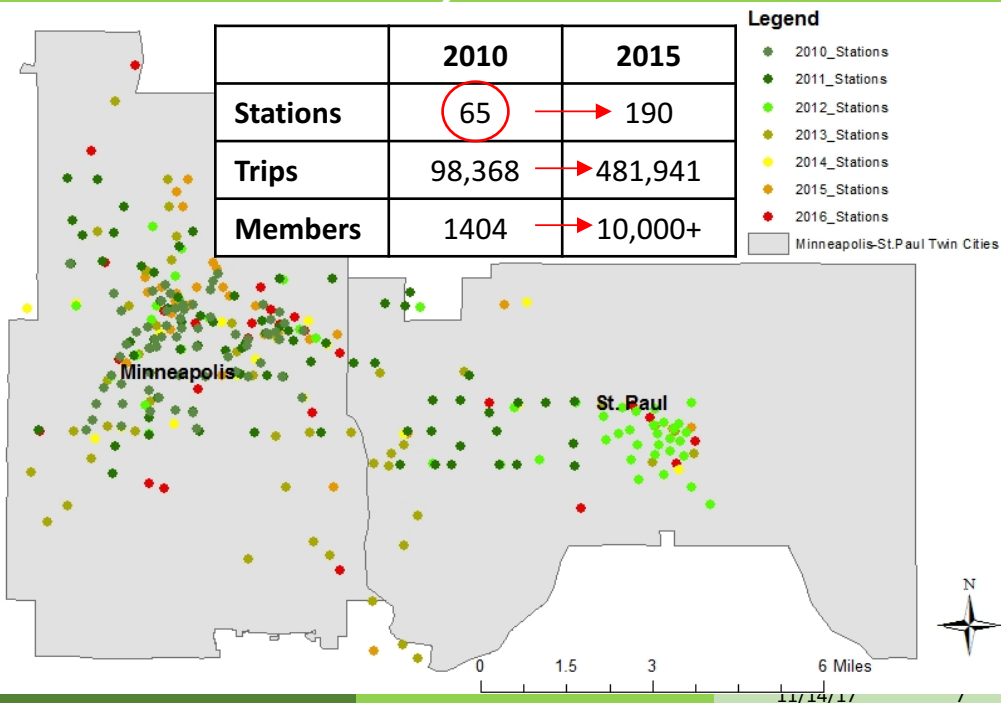 Legend
2010 2015
Stations 65 190
Trips 98,368 481,941
Members 1404 10,000+
2010_Stations
2011_Stations
2012_Stations
2013_Stations
2014_Stations
2015_Stations
2016_Stations
Minneapolis-St.Paul Twin Cities
Minneapolis
St. Paul
N
0 1.5 3 6 Miles
11/14/17 7